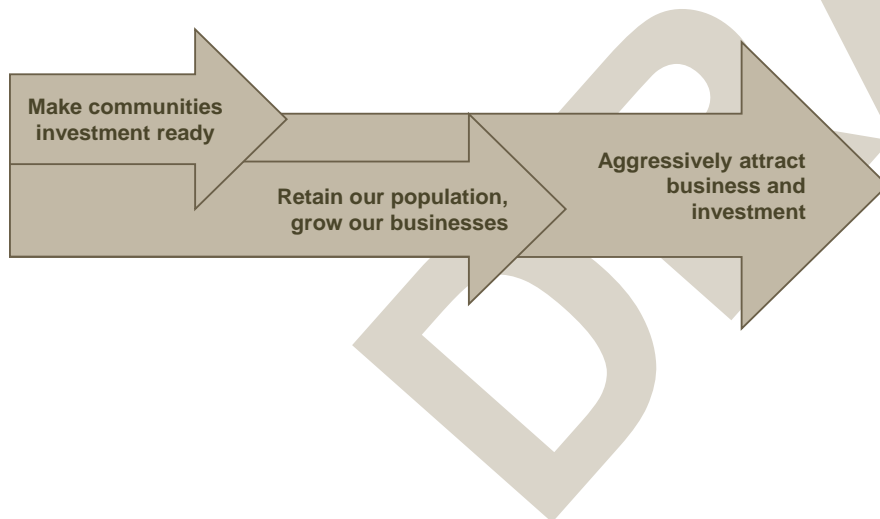 Make communities
investment ready
Retain our population,
grow our businesses
Aggressively attract
business and
investment